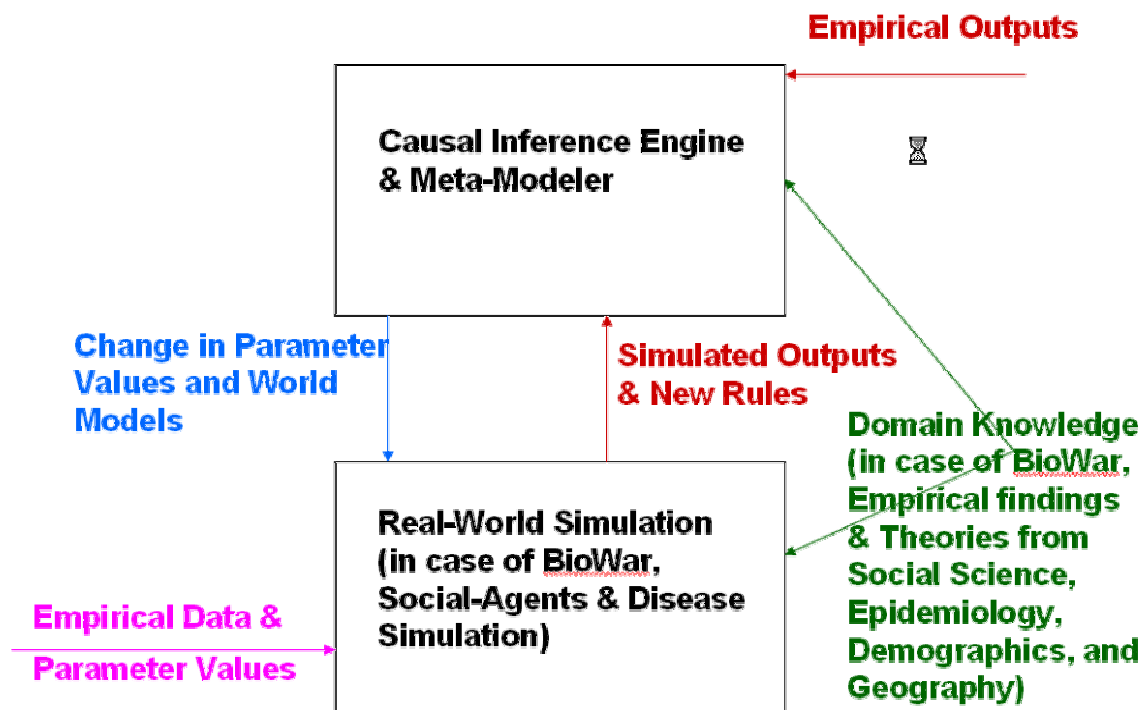 Empirical Outputs
Causal Inference Engine
& Meta-Modeler
Change in Parameter
Values and World
Models
Simulated Outputs
& New Rules
Domain Knowledge
(in case of BioWar,
Empirical findings
& Theories from
Social Science,
Epidemiology,
Demographics, and
Geography)
Real-World Simulation
(in case of BioWar,
Social-Agents & Disease
Simulation)
Empirical Data &
Parameter Values